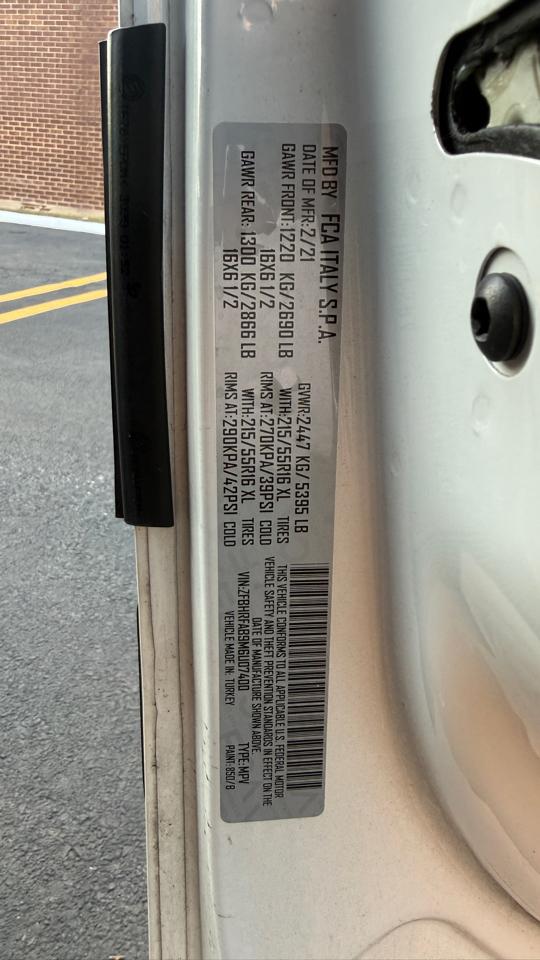 MFD BY FCA ITALY S.P.A.
DATE OF MFR:2/21 GVWR:2447 KG/5395 LB
GAWR FRONT:1220 KG/2690 LB WITH:215/55R16 XL TIRES
16X6 1/2 RIMS AT:270KPA/39PSI COLD
GAWR REAR: 1300 KG/2866 LB WITH:215/55R16 XL TIRES
16X6 1/2 RIMS AT:290KPA/42PSI COLD
THIS VEHICLE CONFORMS TO ALL APPLICABLE U.S. FEDERAL MOTOR
VEHICLE SAFETY AND THEFT PREVENTION STANDARDS IN EFFECT ON THE
DATE OF MANUFACTURE SHOWN ABOVE.
VIN:ZFBHRFAB9M6U07400 TYPE:MPV
VEHICLE MADE IN: TURKEY PAINT:650/B